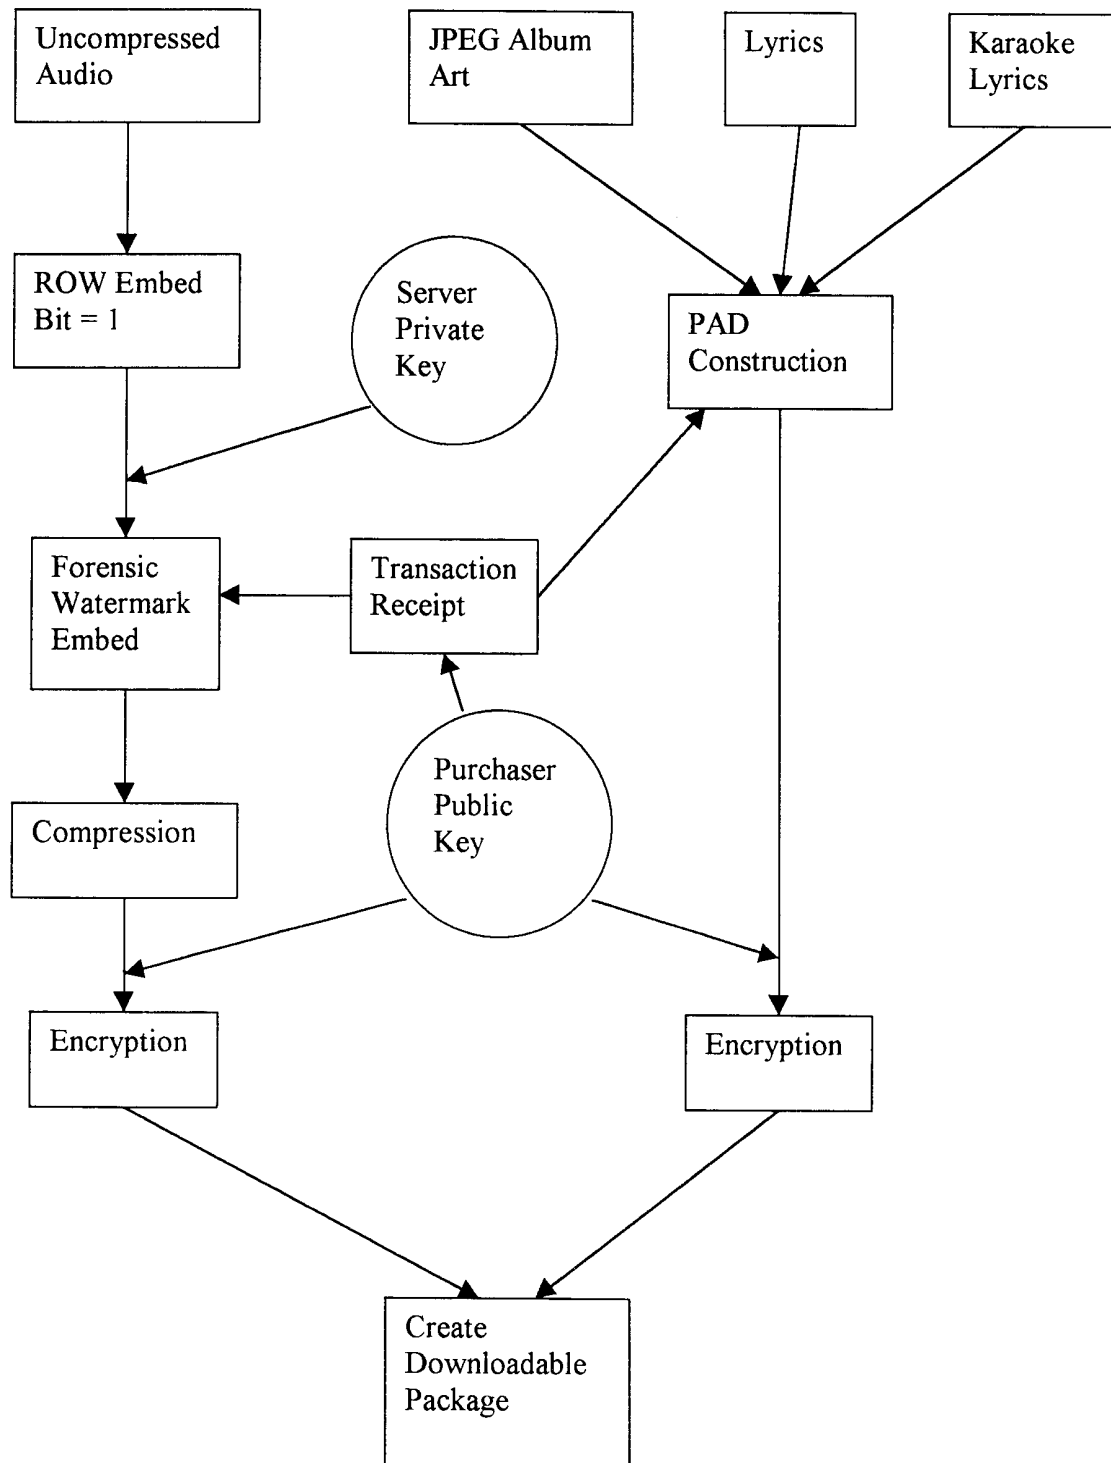 Uncompressed
Audio
JPEG Album
Art
Lyrics
Karaoke
Lyrics
ROW Embed
Bit = 1
Server
Private
Key
PAD
Construction
Forensic
Watermark
Embed
Transaction
Receipt
Purchaser
Public
Key
Compression
Encryption
Encryption
Create
Downloadable
Package